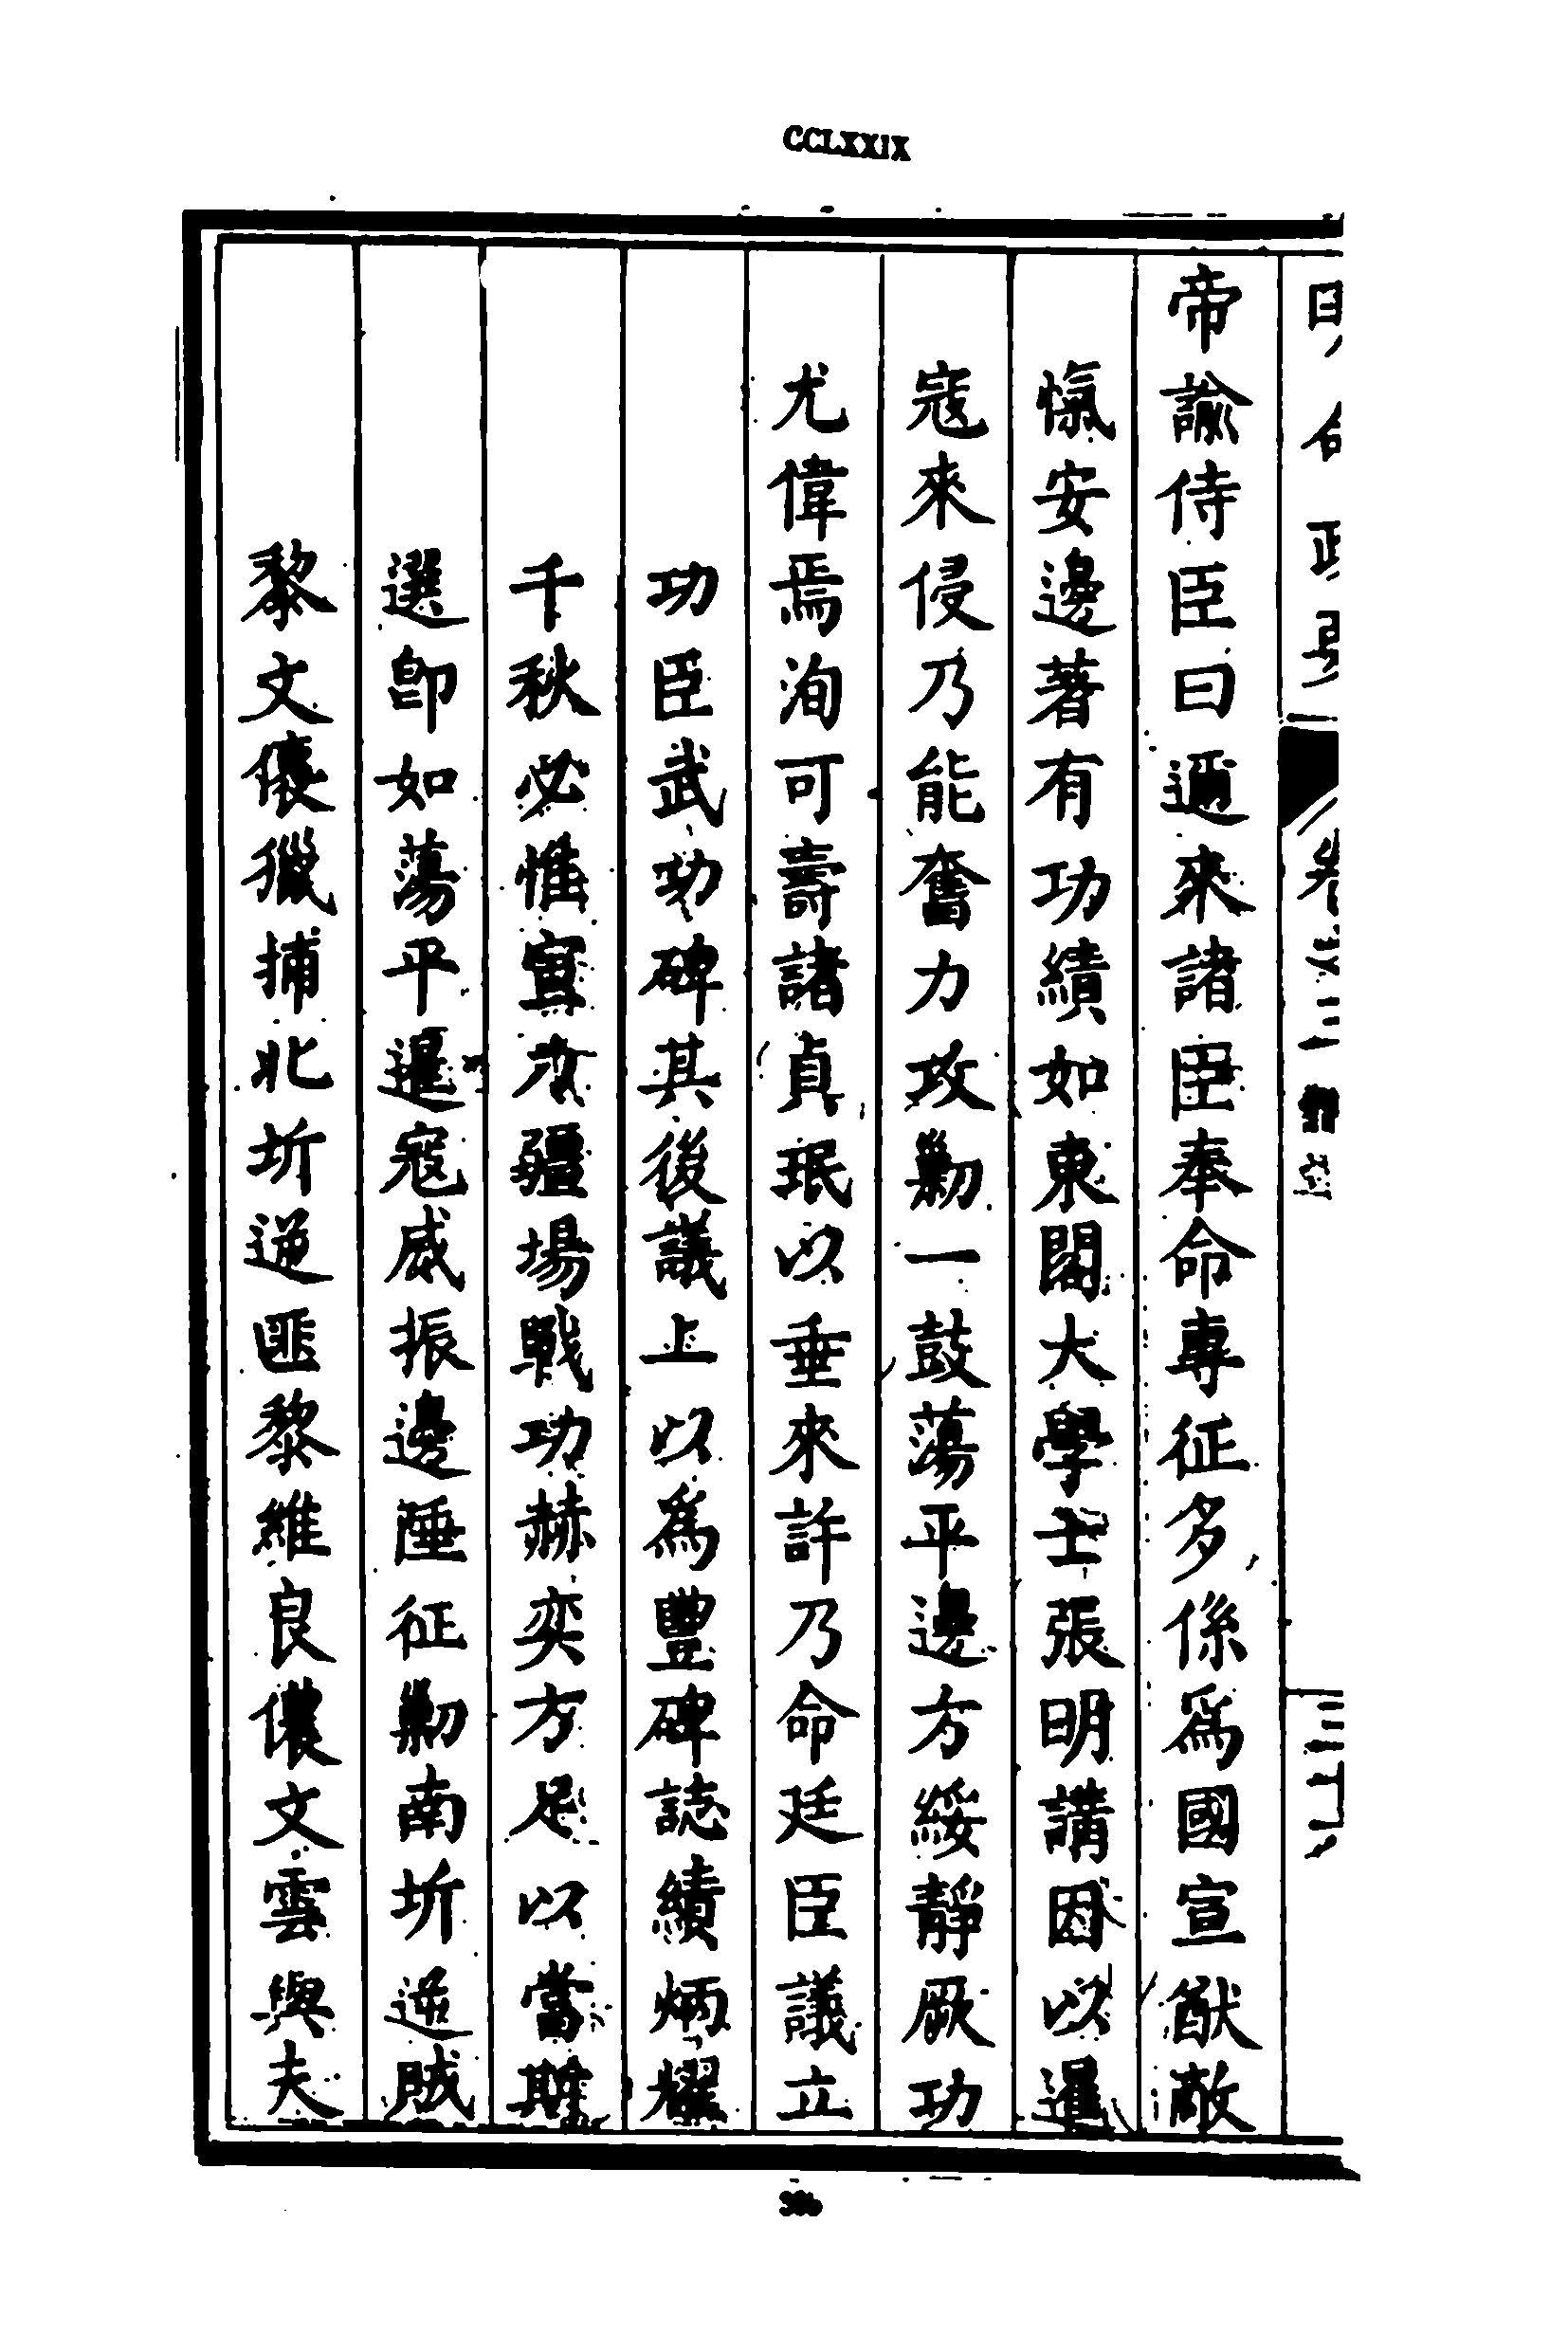 CCLXXIX
帝諭侍臣曰邇來諸臣奉命專征多係爲國宣猷敵
愾安邊著有功績如東閣大學士張明講因以暹
寇來侵乃能奮力攻勦一鼓蕩平邊方綏靜厥功
尤偉焉洵可壽諸貞珉以垂來許乃命廷臣議立
功臣武功碑其後議上以爲豐碑誌績炳耀
千秋必惟寘力疆場戰功赫奕方足以當斯
選卽如蕩平暹寇威振邊陲征勦南圻逆賊
黎文㒟獵捕北圻逆匪黎維良儂文雲與夫